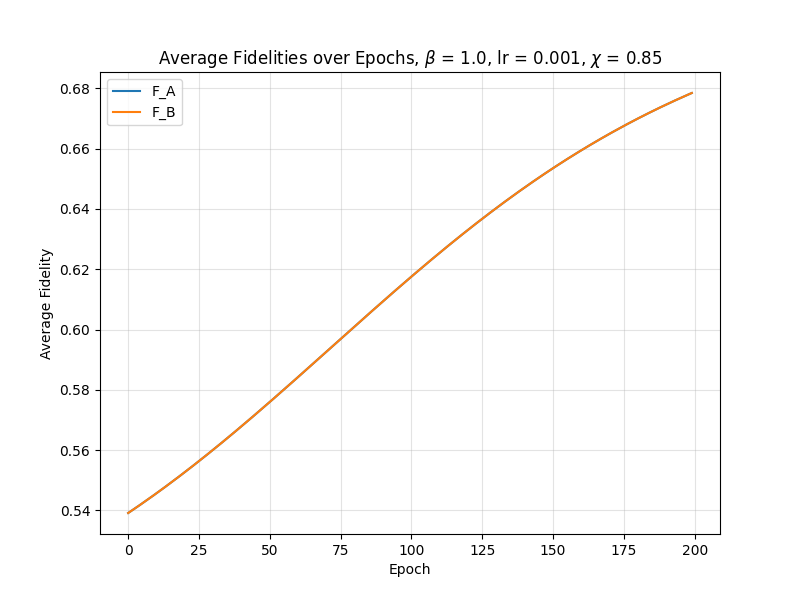 Average Fidelities over Epochs, β = 1.0, lr = 0.001, χ = 0.85
F_A
F_B
Average Fidelity
0.68
0.66
0.64
0.62
0.60
0.58
0.56
0.54
0 25 50 75 100 125 150 175 200
Epoch